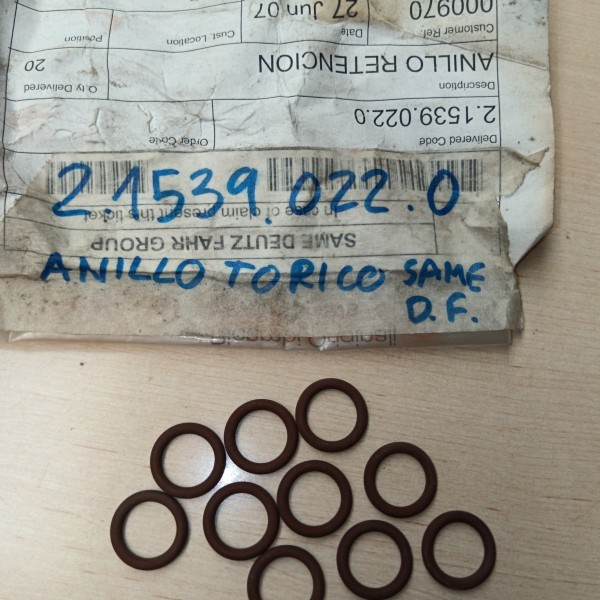 000970
27 Jun 07
Customer Ref.
Date
Cust. Location
Position
ANILLO RETENCION
20
Description
Q.ty Delivered
2.1539.022.0
Delivered Code
Order Code
21539.022.0
In case of claim present this ticket
SAME DEUTZ-FAHR GROUP
ANILLO TORICO SAME
D.F.